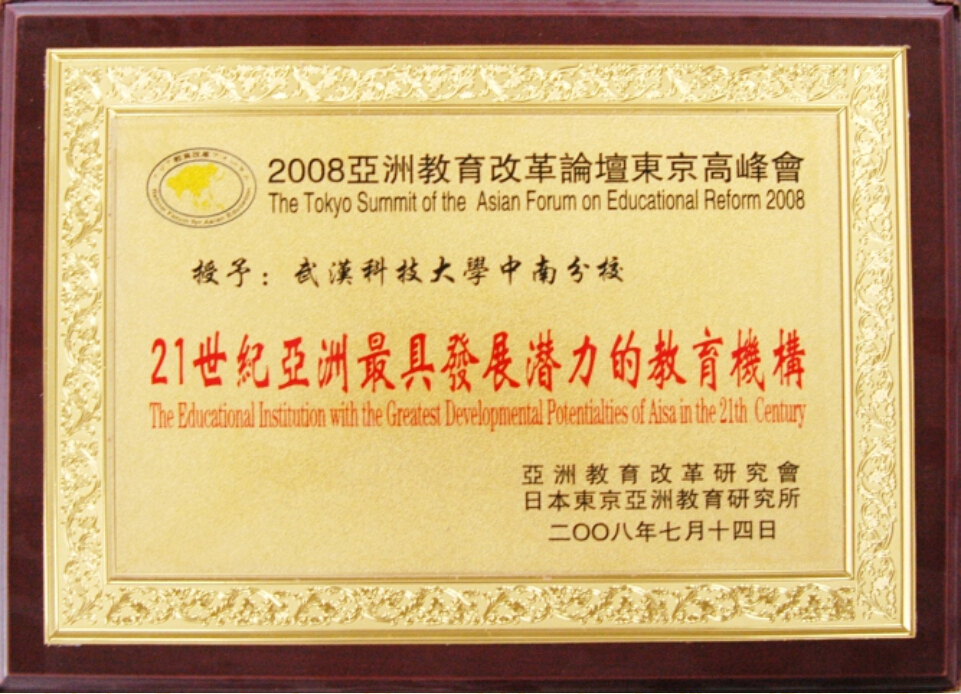 2008亞洲教育改革論壇東京高峰會
The Tokyo Summit of the Asian Forum on Educational Reform 2008
授予：武漢科技大學中南分校
21世紀亞洲最具發展潛力的教育機構
The Educational Institution with the Greatest Developmental Potentialties of Aisa in the 21th Century
亞洲教育改革研究會
日本東京亞洲教育研究所
二〇〇八年七月十四日